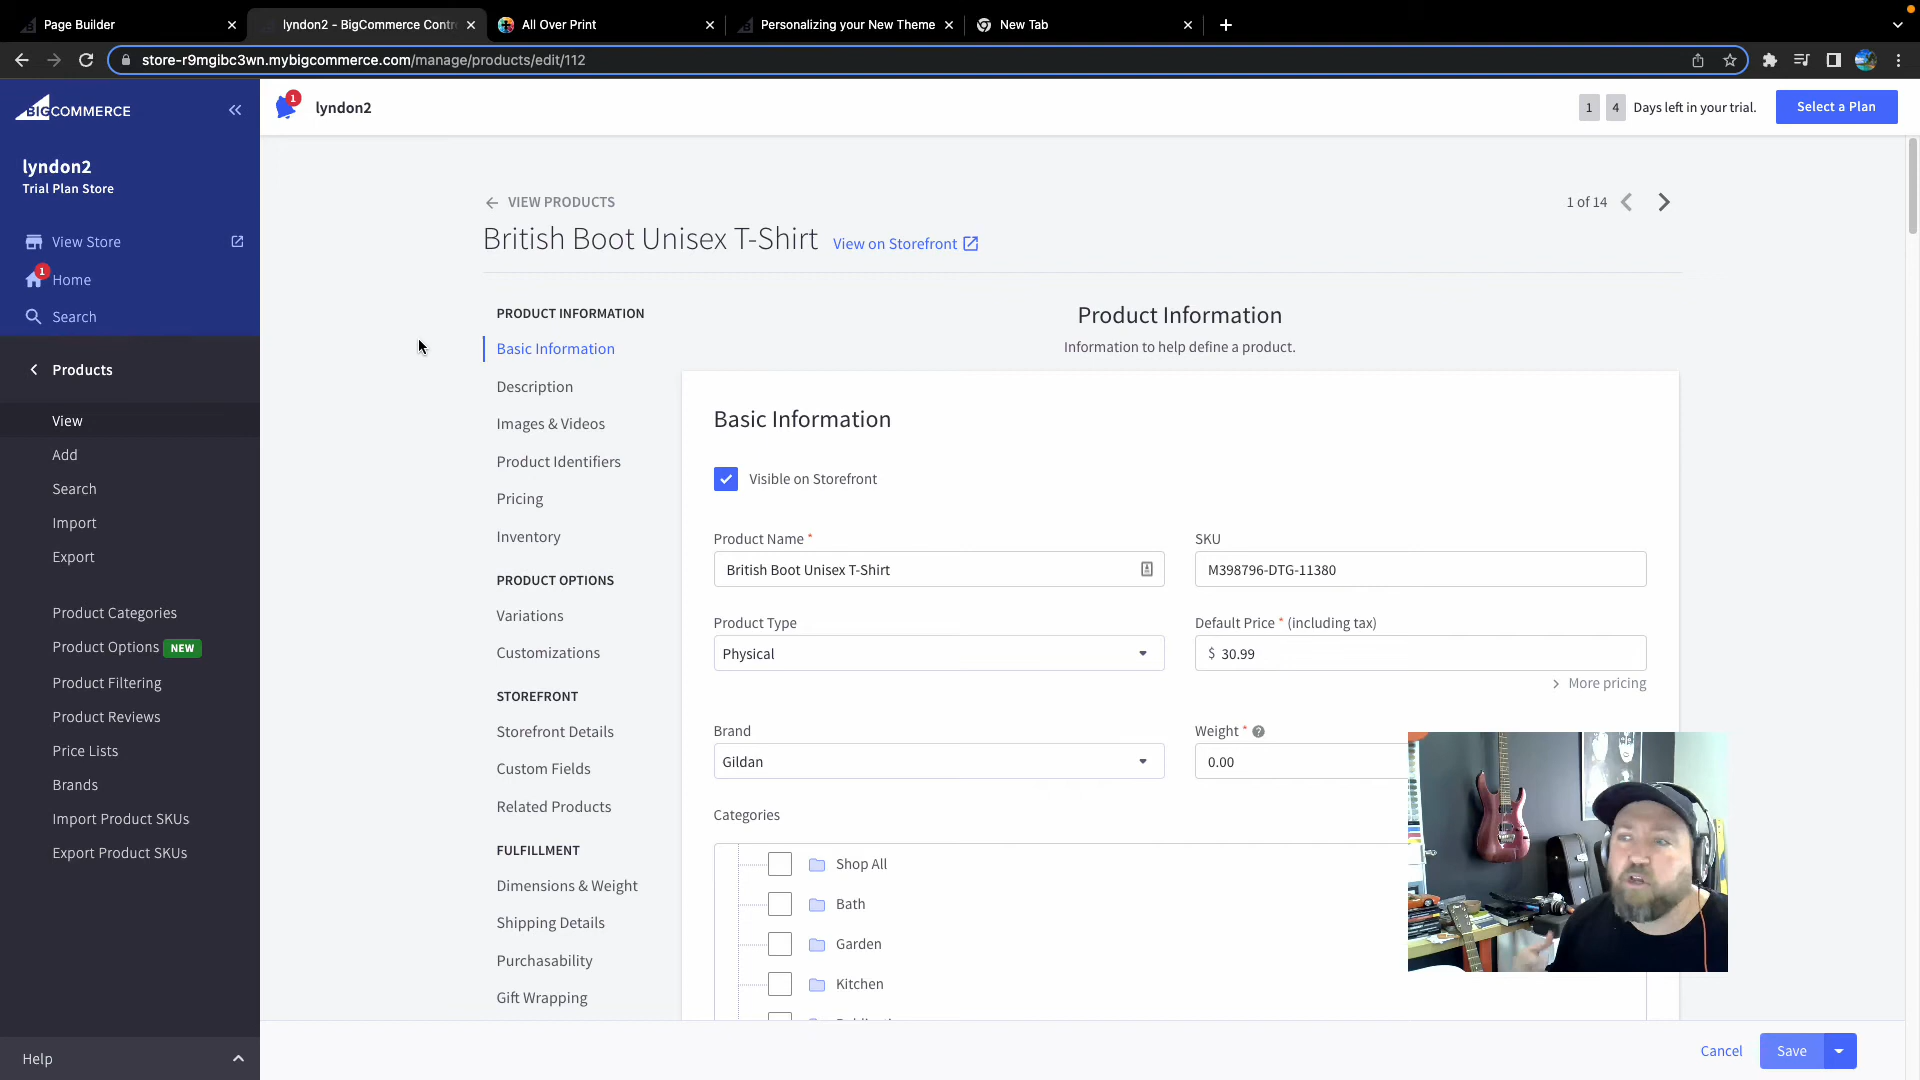 Page Builder
lyndon2 - BigCommerce Contr
All Over Print
Personalizing your New Theme
New Tab
store-r9mgibc3wn.mybigcommerce.com/manage/products/edit/112
BIGCOMMERCE
1
lyndon2
1 4 Days left in your trial.
Select a Plan
lyndon2
Trial Plan Store
View Store
1
Home
Search
Products
View
Add
Search
Import
Export
Product Categories
Product Options NEW
Product Filtering
Product Reviews
Price Lists
Brands
Import Product SKUs
Export Product SKUs
Help
VIEW PRODUCTS
1 of 14
British Boot Unisex T-Shirt
View on Storefront
PRODUCT INFORMATION
Basic Information
Description
Images & Videos
Product Identifiers
Pricing
Inventory
PRODUCT OPTIONS
Variations
Customizations
STOREFRONT
Storefront Details
Custom Fields
Related Products
FULFILLMENT
Dimensions & Weight
Shipping Details
Purchasability
Gift Wrapping
Product Information
Information to help define a product.
Basic Information
Visible on Storefront
Product Name *
British Boot Unisex T-Shirt
SKU
M398796-DTG-11380
Product Type
Physical
Default Price * (including tax)
$ 30.99
More pricing
Brand
Gildan
Weight * ?
0.00
Categories
Shop All
Bath
Garden
Kitchen
Cancel
Save